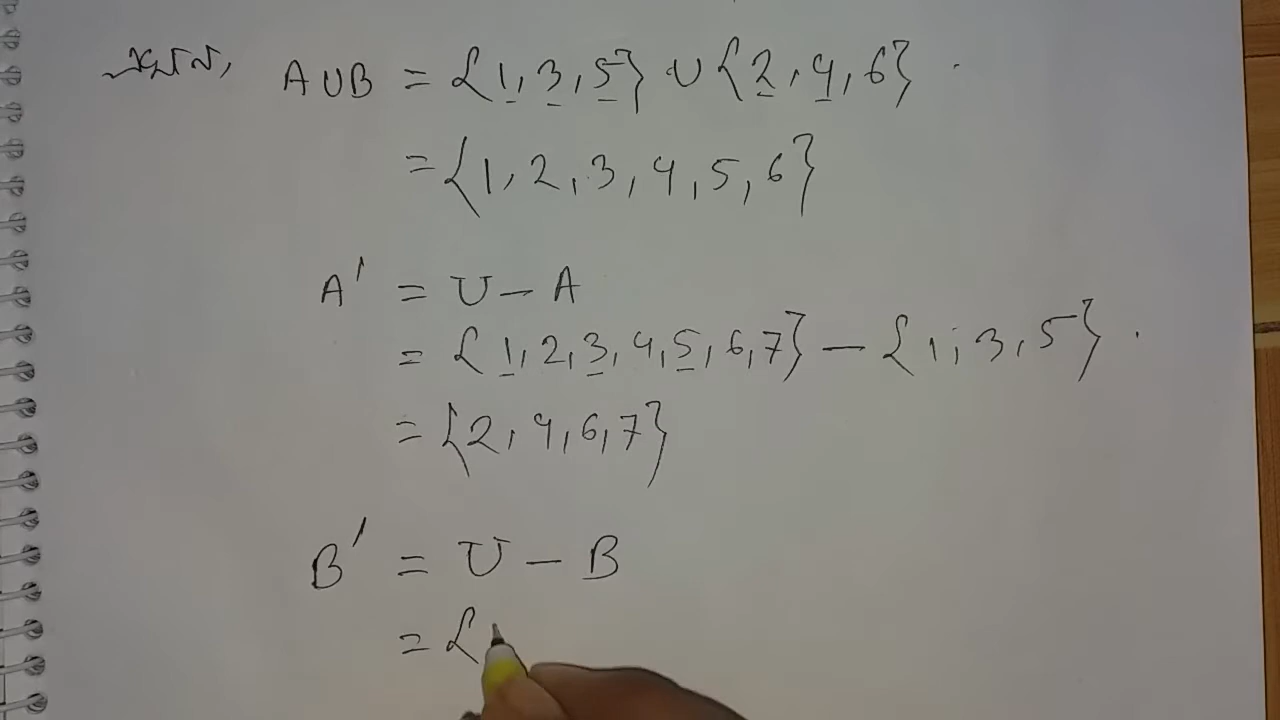 এখন, A∪B = {1, 3, 5} ∪ {2, 4, 6}
= {1, 2, 3, 4, 5, 6}
A' = U − A
= {1, 2, 3, 4, 5, 6, 7} − {1, 3, 5}
= {2, 4, 6, 7}
B' = U − B
= {